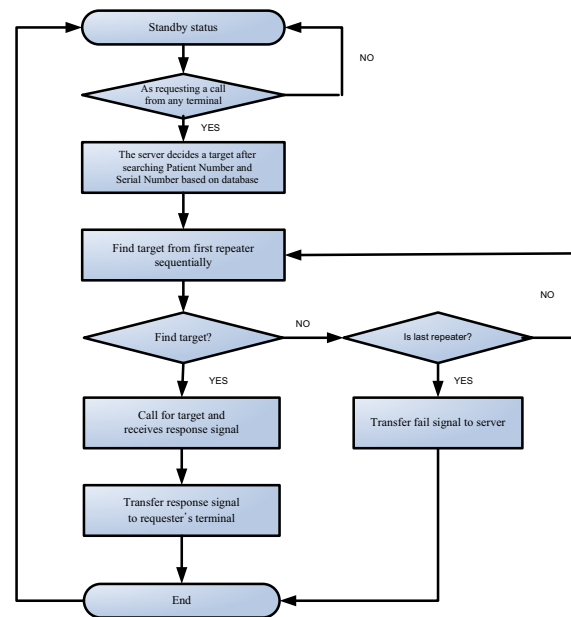 Standby status
NO
As requesting a call
from any terminal
YES
The server decides a target after
searching Patient Number and
Serial Number based on database
Find target from first repeater
sequentially
NO
Find target?
NO
Is last repeater?
YES
YES
Call for target and
receives response signal
Transfer fail signal to server
Transfer response signal
to requester´s terminal
End